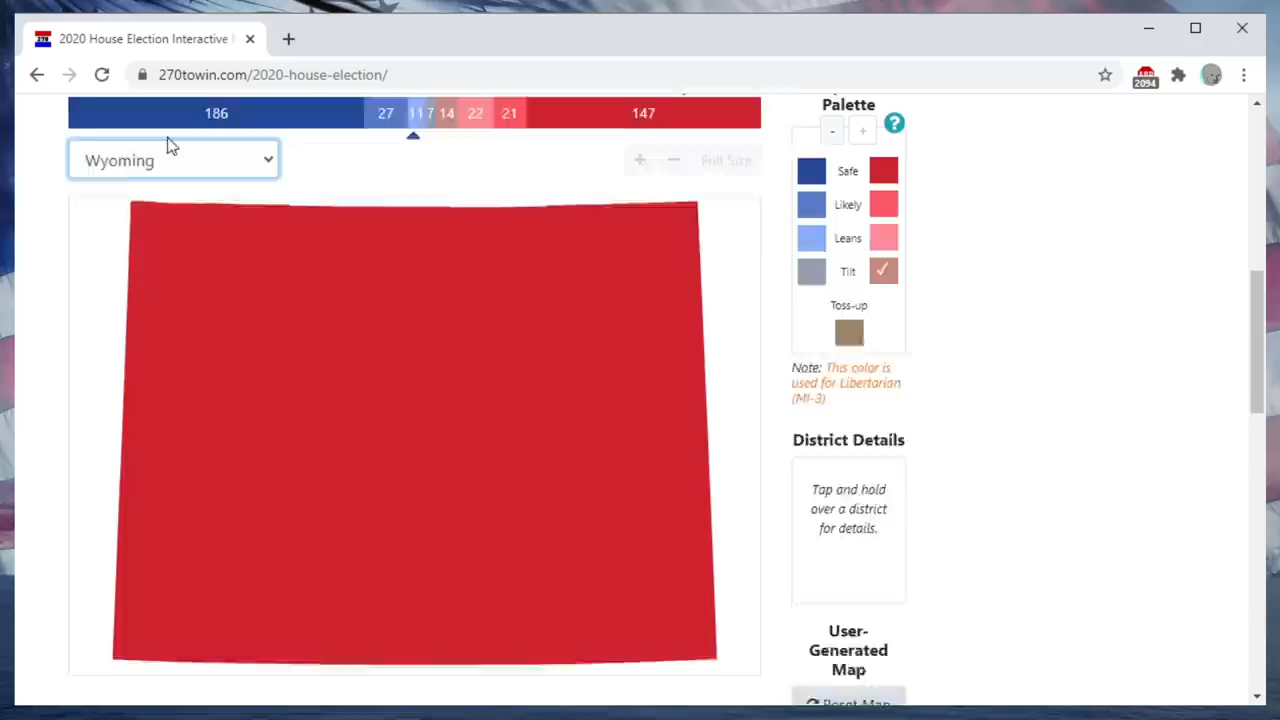 2020 House Election Interactive
270towin.com/2020-house-election/
2094
186 27 11 7 14 22 21 147
Palette
- +
?
Wyoming
+ − Full Size
Safe
Likely
Leans
Tilt
Toss-up
Note: This color is
used for Libertarian
(MI-3)
District Details
Tap and hold
over a district
for details.
User-
Generated
Map
Reset Map